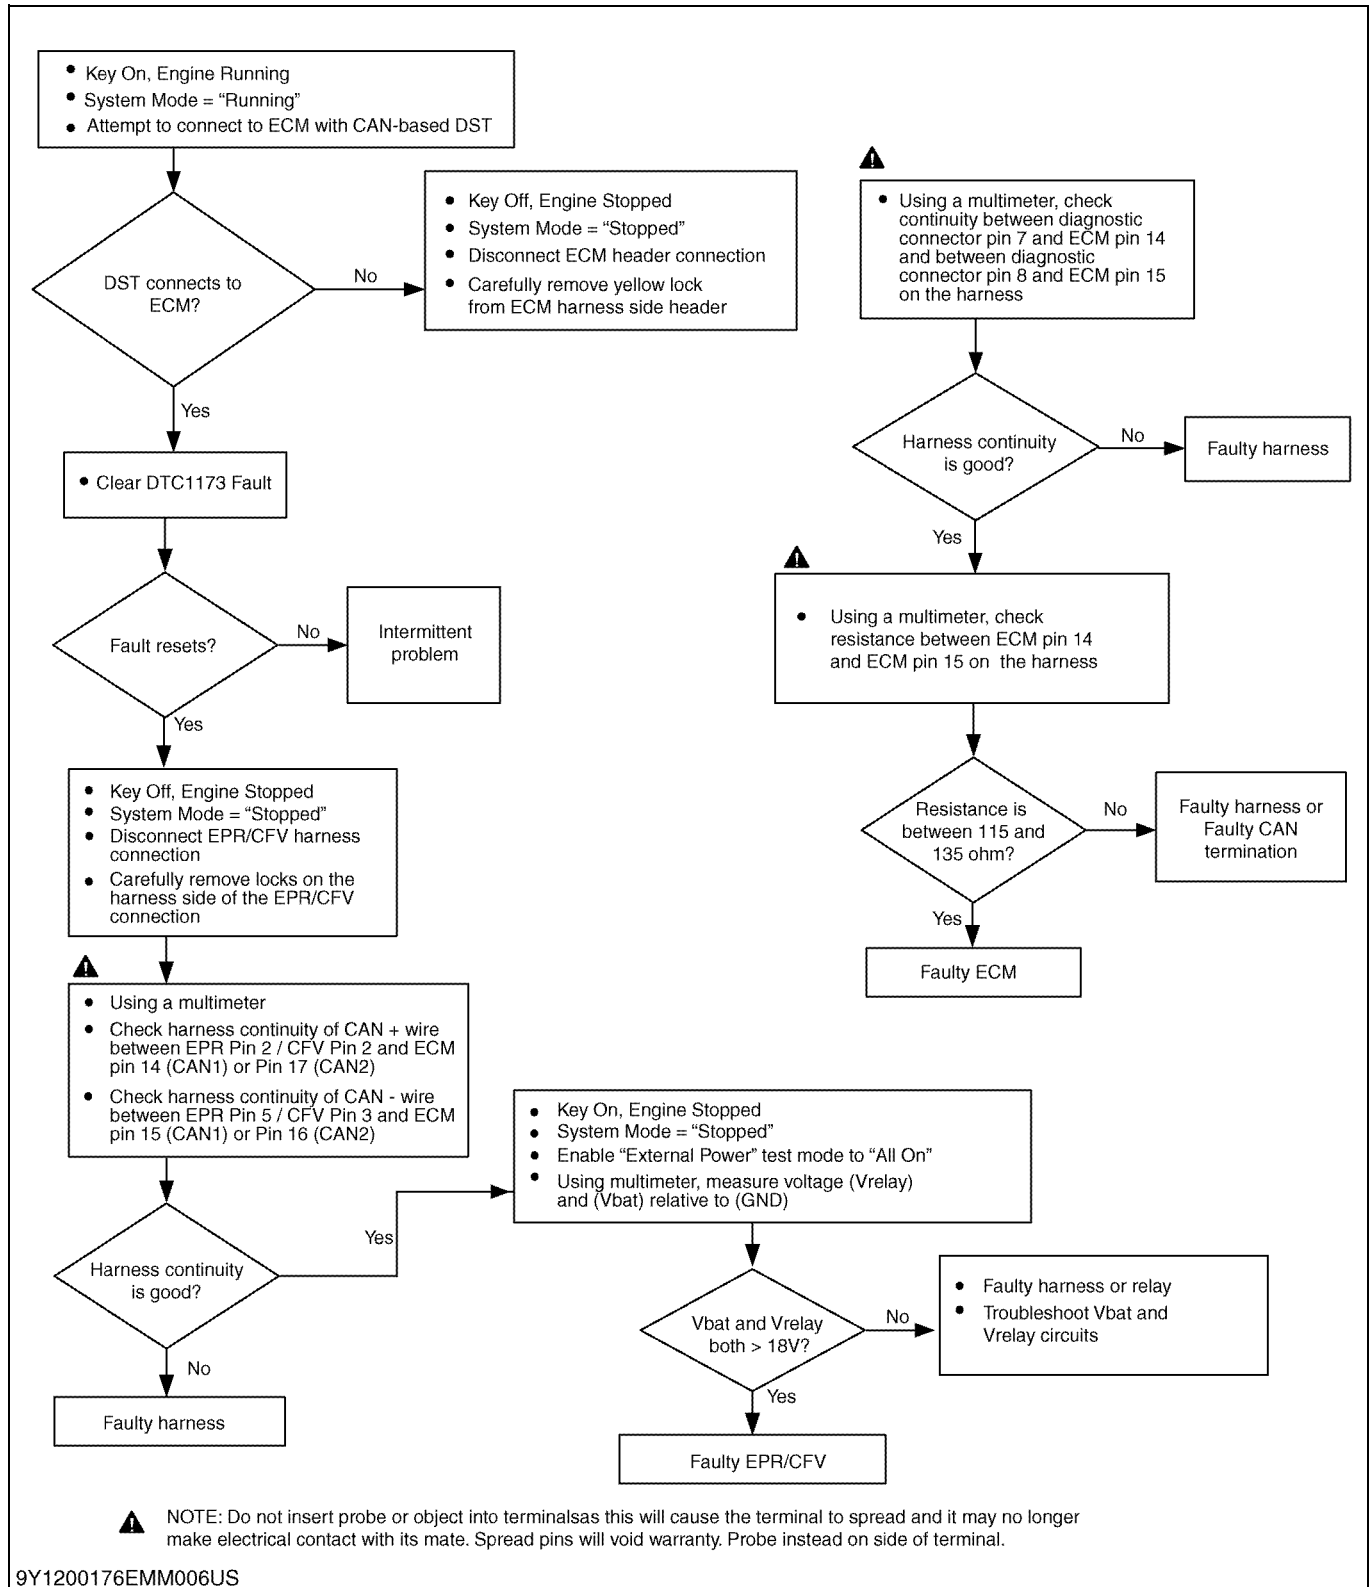 • Key On, Engine Running
• System Mode = “Running”
• Attempt to connect to ECM with CAN-based DST
DST connects to
ECM?
No
• Key Off, Engine Stopped
• System Mode = “Stopped”
• Disconnect ECM header connection
• Carefully remove yellow lock
from ECM harness side header
Yes
• Clear DTC1173 Fault
Fault resets?
No
Intermittent
problem
Yes
• Key Off, Engine Stopped
• System Mode = “Stopped”
• Disconnect EPR/CFV harness
connection
• Carefully remove locks on the
harness side of the EPR/CFV
connection
• Using a multimeter
• Check harness continuity of CAN + wire
between EPR Pin 2 / CFV Pin 2 and ECM
pin 14 (CAN1) or Pin 17 (CAN2)
• Check harness continuity of CAN - wire
between EPR Pin 5 / CFV Pin 3 and ECM
pin 15 (CAN1) or Pin 16 (CAN2)
Harness continuity
is good?
Yes
No
Faulty harness
• Key On, Engine Stopped
• System Mode = “Stopped”
• Enable “External Power” test mode to “All On”
• Using multimeter, measure voltage (Vrelay)
and (Vbat) relative to (GND)
Vbat and Vrelay
both > 18V?
No
• Faulty harness or relay
• Troubleshoot Vbat and
Vrelay circuits
Yes
Faulty EPR/CFV
• Using a multimeter, check
continuity between diagnostic
connector pin 7 and ECM pin 14
and between diagnostic
connector pin 8 and ECM pin 15
on the harness
Harness continuity
is good?
No
Faulty harness
Yes
• Using a multimeter, check
resistance between ECM pin 14
and ECM pin 15 on the harness
Resistance is
between 115 and
135 ohm?
No
Faulty harness or
Faulty CAN
termination
Yes
Faulty ECM
NOTE: Do not insert probe or object into terminalsas this will cause the terminal to spread and it may no longer
make electrical contact with its mate. Spread pins will void warranty. Probe instead on side of terminal.
9Y1200176EMM006US